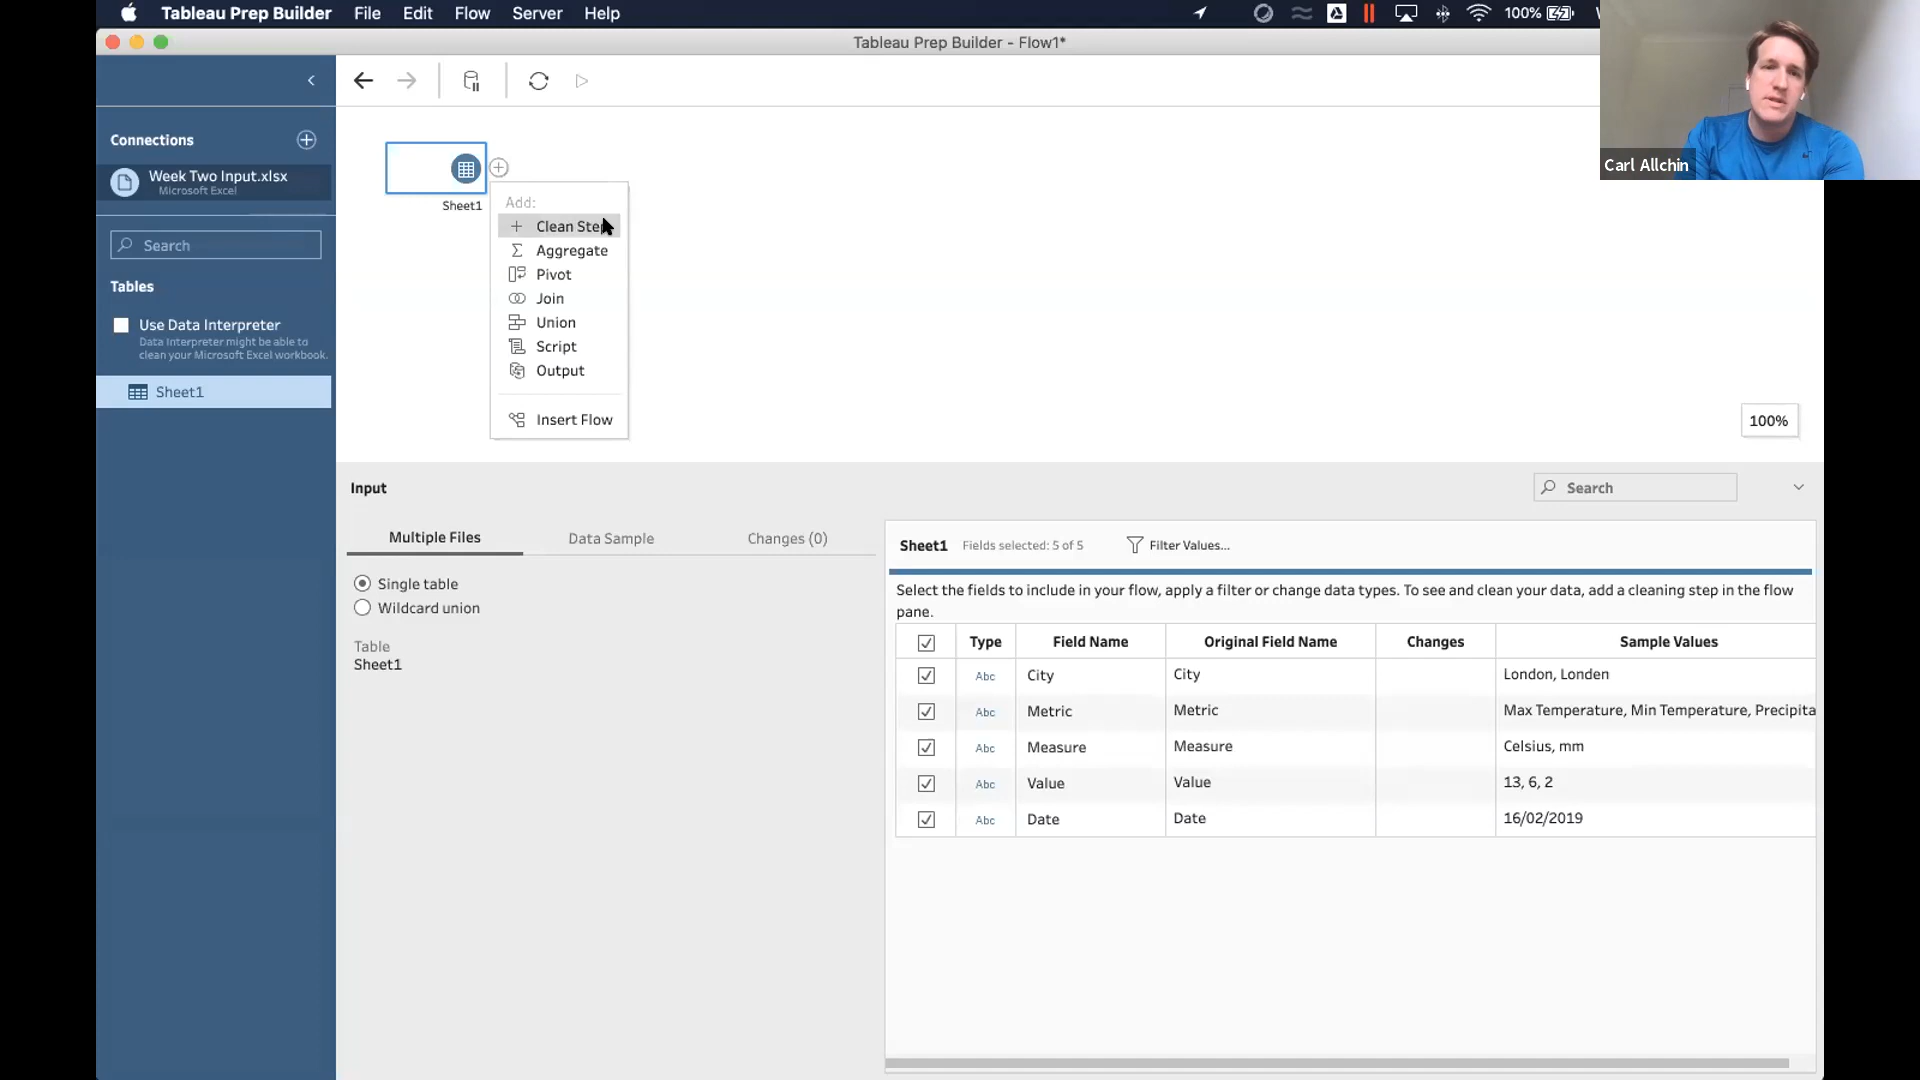 Tableau Prep Builder File Edit Flow Server Help 100%
Tableau Prep Builder - Flow1*
Carl Allchin
Connections
Week Two Input.xlsx
Microsoft Excel
Search
Tables
Use Data Interpreter
Data Interpreter might be able to
clean your Microsoft Excel workbook.
Sheet1
Sheet1
Add:
Clean Ste
Aggregate
Pivot
Join
Union
Script
Output
Insert Flow
100%
Input
Search
Multiple Files Data Sample Changes (0)
Single table
Wildcard union
Table
Sheet1
Sheet1 Fields selected: 5 of 5 Filter Values...
Select the fields to include in your flow, apply a filter or change data types. To see and clean your data, add a cleaning step in the flow
pane.
Type Field Name Original Field Name Changes Sample Values
Abc City City London, Londen
Abc Metric Metric Max Temperature, Min Temperature, Precipita
Abc Measure Measure Celsius, mm
Abc Value Value 13, 6, 2
Abc Date Date 16/02/2019